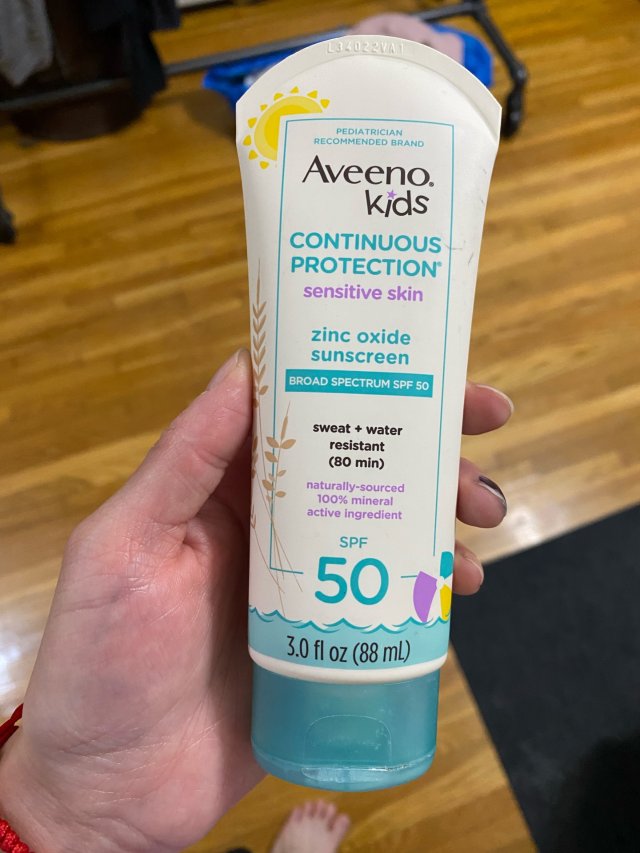 L34022VA1
PEDIATRICIAN
RECOMMENDED BRAND
Aveeno®
kids
CONTINUOUS
PROTECTION®
sensitive skin
zinc oxide
sunscreen
BROAD SPECTRUM SPF 50
sweat + water
resistant
(80 min)
naturally-sourced
100% mineral
active ingredient
SPF
50
3.0 fl oz (88 mL)